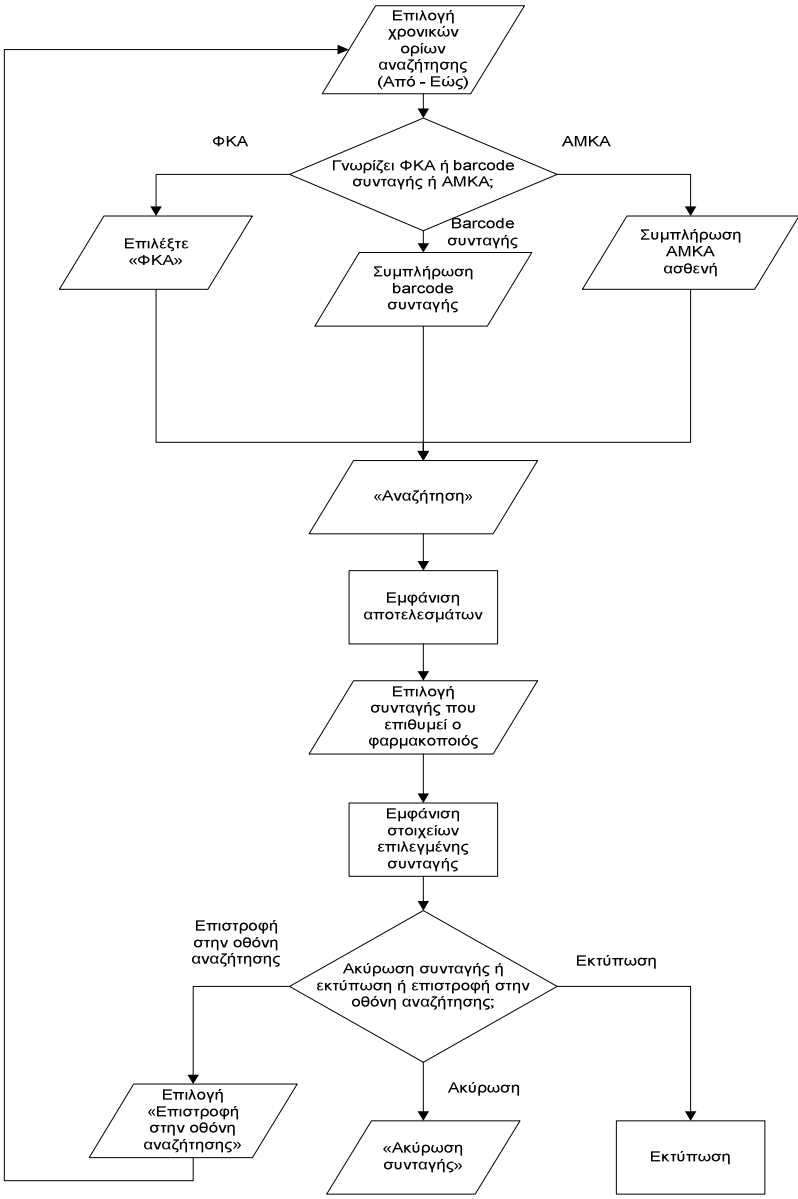 Επιλογή
χρονικών
ορίων
αναζήτησης
(Από - Εώς)
ΦΚΑ
ΑΜΚΑ
Γνωρίζει ΦΚΑ ή barcode
συνταγής ή ΑΜΚΑ;
Barcode
συνταγής
Επιλέξτε
«ΦΚΑ»
Συμπλήρωση
barcode
συνταγής
Συμπλήρωση
ΑΜΚΑ
ασθενή
«Αναζήτηση»
Εμφάνιση
αποτελεσμάτων
Επιλογή
συνταγής που
επιθυμεί ο
φαρμακοποιός
Εμφάνιση
στοιχείων
επιλεγμένης
συνταγής
Επιστροφή
στην οθόνη
αναζήτησης
Ακύρωση συνταγής ή
εκτύπωση ή επιστροφή στην
οθόνη αναζήτησης;
Εκτύπωση
Ακύρωση
Επιλογή
«Επιστροφή
στην οθόνη
αναζήτησης»
«Ακύρωση
συνταγής»
Εκτύπωση